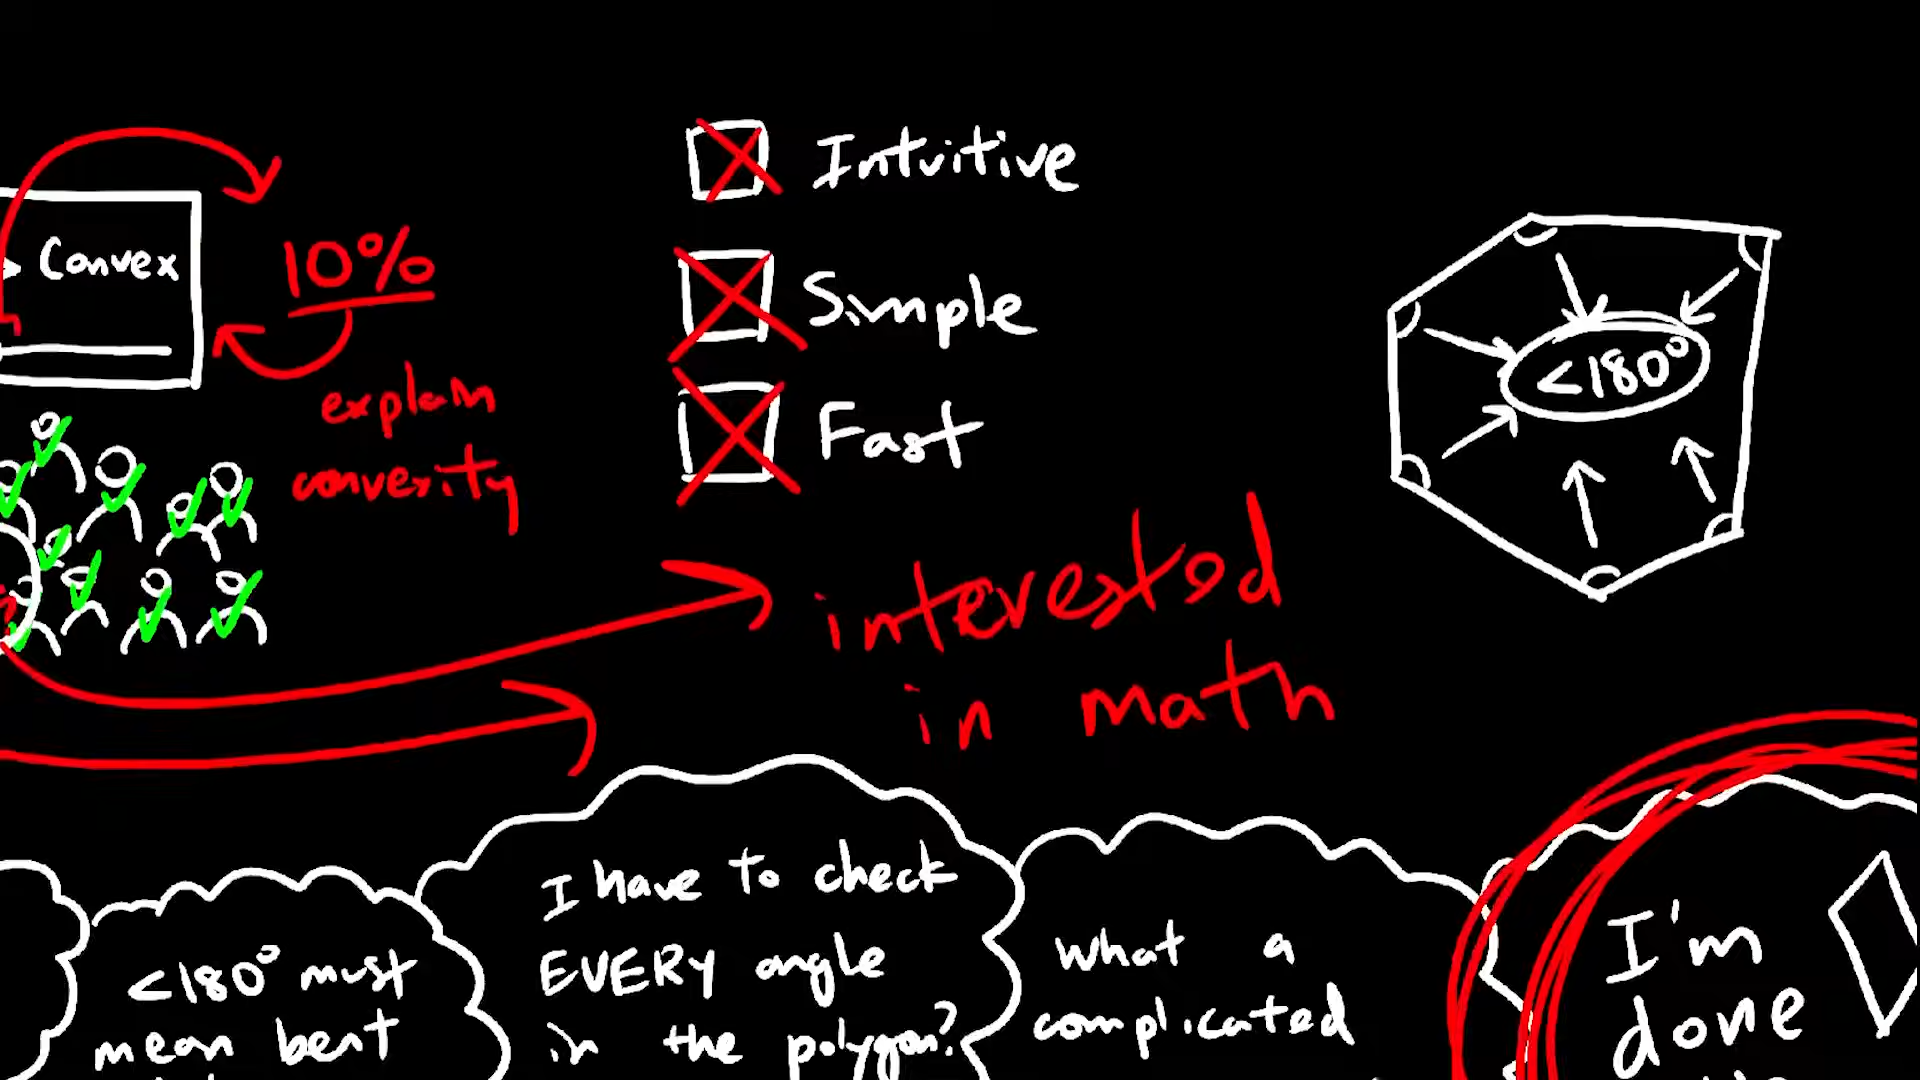 Convex
10%
explain
convexity
Intuitive
Simple
Fast
<180°
interested
in math
<180° must
mean bent
I have to check
EVERY angle
in the polygon?
What a
complicated
I'm
done